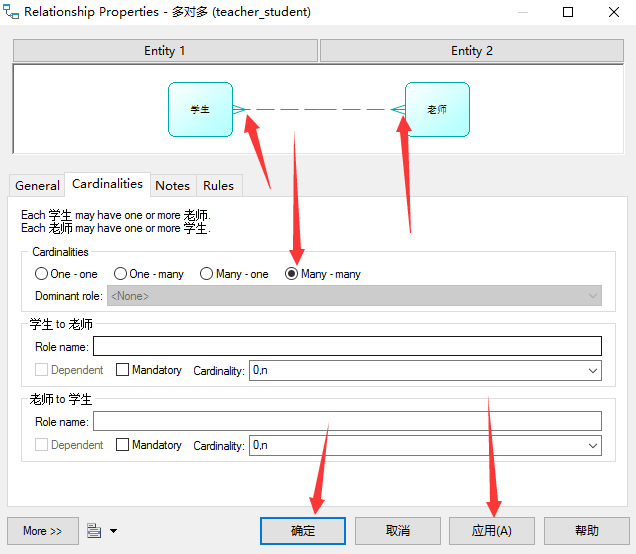 Relationship Properties - 多对多 (teacher_student)
Entity 1
Entity 2
学生
老师
General
Cardinalities
Notes
Rules
Each 学生 may have one or more 老师.
Each 老师 may have one or more 学生.
Cardinalities
One - one
One - many
Many - one
Many - many
Dominant role:
<None>
学生 to 老师
Role name:
Dependent
Mandatory
Cardinality:
0,n
老师 to 学生
Role name:
Dependent
Mandatory
Cardinality:
0,n
More >>
确定
取消
应用(A)
帮助